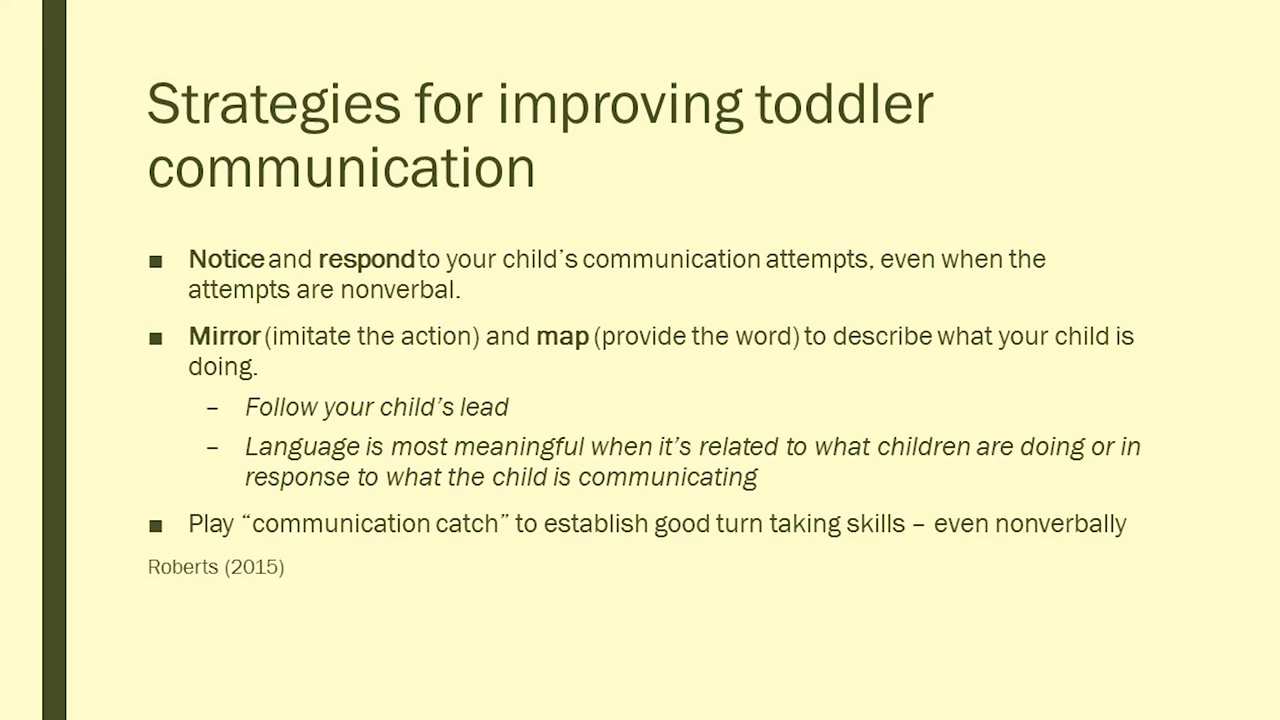 Strategies for improving toddler
communication
■ Notice and respond to your child’s communication attempts, even when the
attempts are nonverbal.
■ Mirror (imitate the action) and map (provide the word) to describe what your child is
doing.
– Follow your child’s lead
– Language is most meaningful when it’s related to what children are doing or in
response to what the child is communicating
■ Play “communication catch” to establish good turn taking skills – even nonverbally
Roberts (2015)